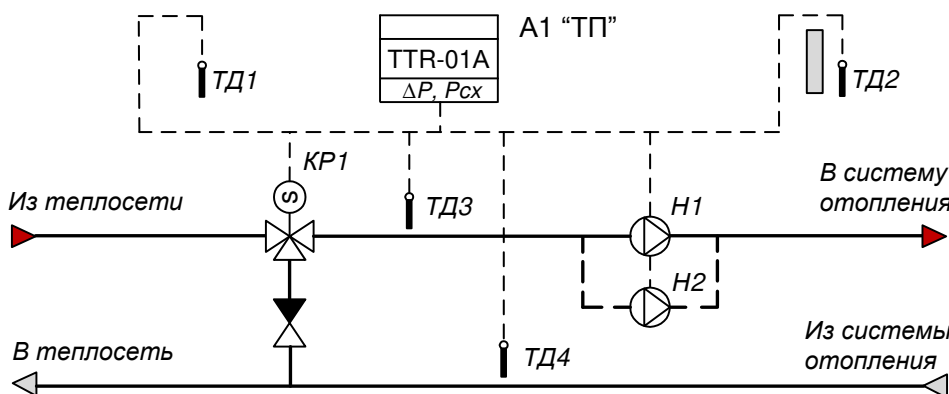 А1 “ТП”
TTR-01A
ΔP, Pсх
ТД1
ТД2
КР1
S
Из теплосети
ТД3
Н1
В систему
отопления
Н2
В теплосеть
ТД4
Из системы
отопления